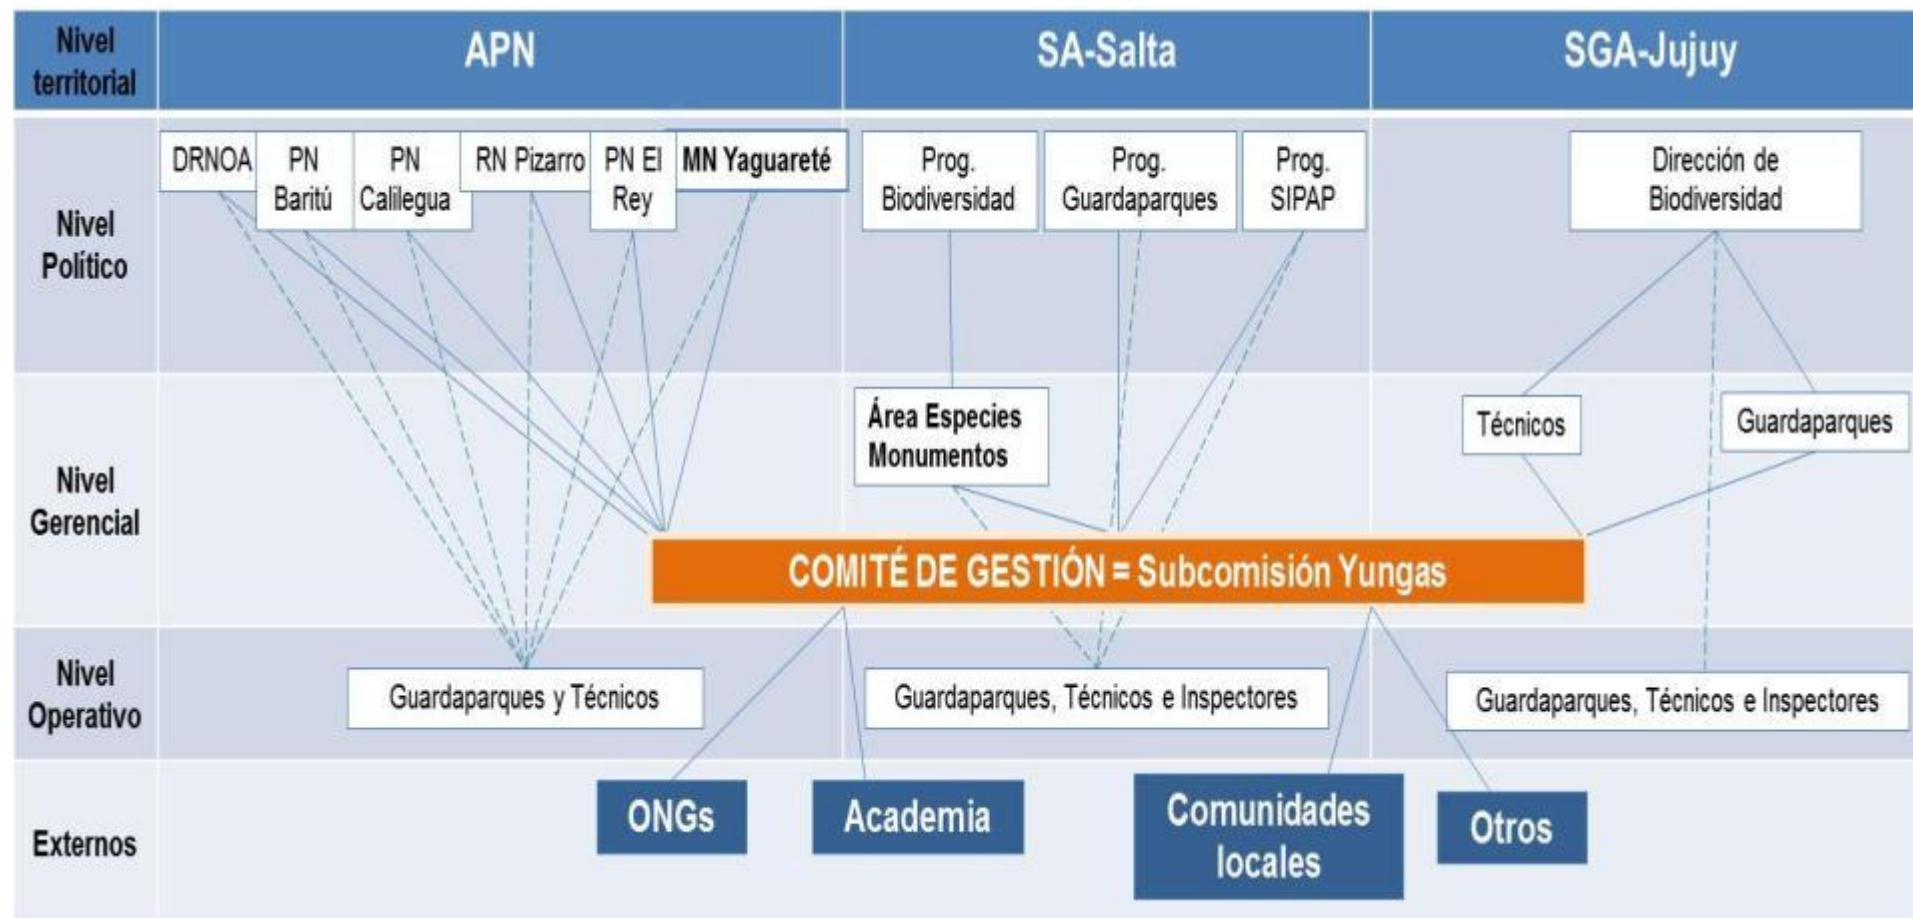 Nivel
territorial
APN
SA-Salta
SGA-Jujuy
Nivel
Político
DRNOA
PN
Baritú
PN
Calilegua
RN Pizarro
PN El
Rey
MN Yaguareté
Prog.
Biodiversidad
Prog.
Guardaparques
Prog.
SIPAP
Dirección de
Biodiversidad
Nivel
Gerencial
Área Especies
Monumentos
Técnicos
Guardaparques
COMITÉ DE GESTIÓN = Subcomisión Yungas
Nivel
Operativo
Guardaparques y Técnicos
Guardaparques, Técnicos e Inspectores
Guardaparques, Técnicos e Inspectores
Externos
ONGs
Academia
Comunidades
locales
Otros